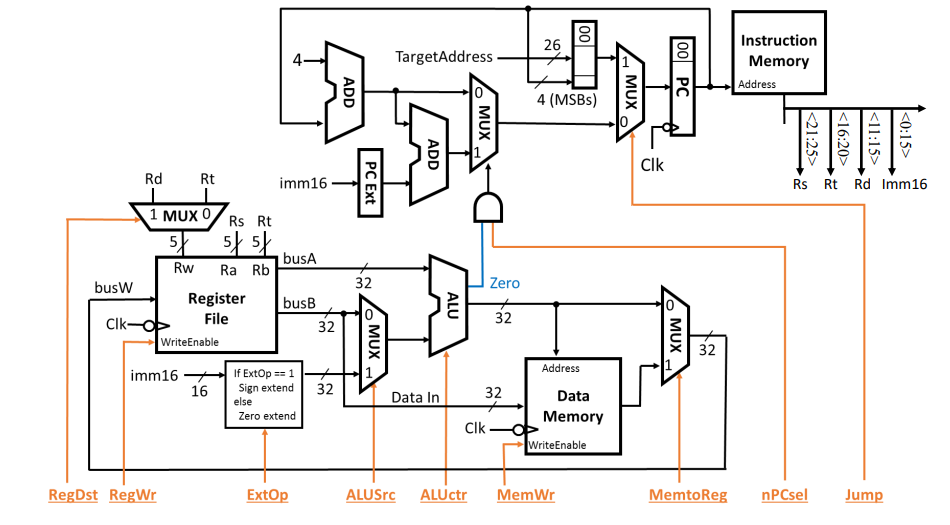 TargetAddress
26
00
4 (MSBs)
1
MUX
0
00
PC
Clk
Instruction
Memory
Address
4
ADD
ADD
0
MUX
1
imm16
PC Ext
<21:25>
<16:20>
<11:15>
<0:15>
Rs
Rt
Rd
Imm16
Rd
Rt
1 MUX 0
5
Rs
Rt
5
5
Rw
Ra
Rb
busA
32
busW
Register
File
Clk
WriteEnable
busB
32
0
MUX
1
ALU
Zero
32
imm16
16
If ExtOp == 1
Sign extend
else
Zero extend
32
Data In
32
Address
Data
Memory
Clk
WriteEnable
0
MUX
1
32
RegDst
RegWr
ExtOp
ALUSrc
ALUctr
MemWr
MemtoReg
nPCsel
Jump